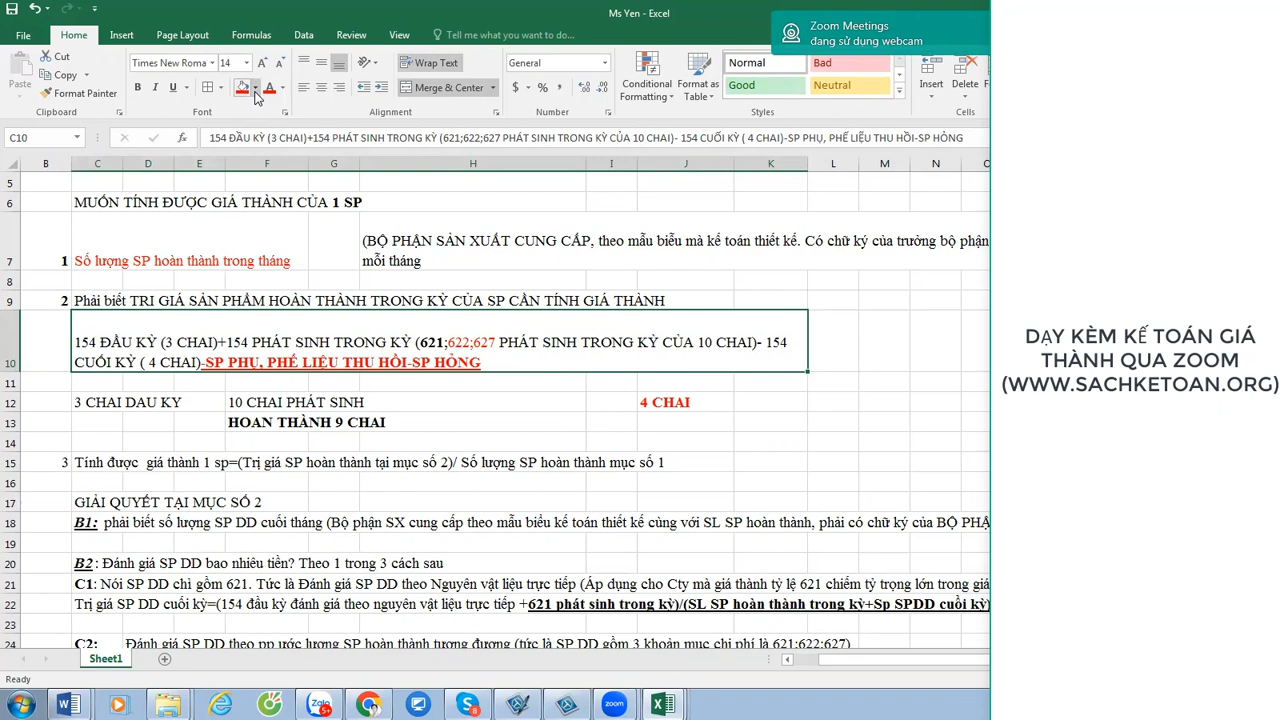 Ms Yen - Excel
Zoom Meetings
đang sử dụng webcam
File Home Insert Page Layout Formulas Data Review View Tell me what you want to do...
Cut
Copy
Format Painter
Paste
Times New Roma 14
B I U
Wrap Text
Merge & Center
General
$ % ,
Conditional Formatting
Format as Table
Normal Bad
Good Neutral
Insert Delete
Clipboard Font Alignment Number Styles
C10 fx 154 ĐẦU KỲ (3 CHAI)+154 PHÁT SINH TRONG KỲ (621;622;627 PHÁT SINH TRONG KỲ CỦA 10 CHAI)- 154 CUỐI KỲ ( 4 CHAI)-SP PHỤ, PHẾ LIỆU THU HỒI-SP HỎNG
B C D E F G H I J K L M N O
5
6 MUỐN TÍNH ĐƯỢC GIÁ THÀNH CỦA 1 SP
(BỘ PHẬN SẢN XUẤT CUNG CẤP, theo mẫu biểu mà kế toán thiết kế. Có chữ ký của trưởng bộ phận
7 1 Số lượng SP hoàn thành trong tháng mỗi tháng
8
9 2 Phải biết TRI GIÁ SẢN PHẨM HOÀN THÀNH TRONG KỲ CỦA SP CẦN TÍNH GIÁ THÀNH
154 ĐẦU KỲ (3 CHAI)+154 PHÁT SINH TRONG KỲ (621;622;627 PHÁT SINH TRONG KỲ CỦA 10 CHAI)- 154
10 CUỐI KỲ ( 4 CHAI)-SP PHỤ, PHẾ LIỆU THU HỒI-SP HỎNG
11
12 3 CHAI DAU KY 10 CHAI PHÁT SINH 4 CHAI
13 HOAN THÀNH 9 CHAI
14
15 3 Tính được giá thành 1 sp=(Trị giá SP hoàn thành tại mục số 2)/ Số lượng SP hoàn thành mục số 1
16
17 GIẢI QUYẾT TẠI MỤC SỐ 2
18 B1: phải biết số lượng SP DD cuối tháng (Bộ phận SX cung cấp theo mẫu biểu kế toán thiết kế cùng với SL SP hoàn thành, phải có chữ ký của BỘ PHẬ
19
20 B2: Đánh giá SP DD bao nhiêu tiền? Theo 1 trong 3 cách sau
21 C1: Nói SP DD chỉ gồm 621. Tức là Đánh giá SP DD theo Nguyên vật liệu trực tiếp (Áp dụng cho Cty mà giá thành tỷ lệ 621 chiếm tỷ trọng lớn trong giá
22 Trị giá SP DD cuối kỳ=(154 đầu kỳ đánh giá theo nguyên vật liệu trực tiếp +621 phát sinh trong kỳ)/(SL SP hoàn thành trong kỳ+Sp SPDD cuối kỳ)
23
24 C2: Đánh giá SP DD theo pp ước lượng SP hoàn thành tương đương (tức là SP DD gồm 3 khoản mục chi phí là 621;622;627)
Sheet1
Ready
Zalo 5+
8
zoom
DẠY KÈM KẾ TOÁN GIÁ
THÀNH QUA ZOOM
(WWW.SACHKETOAN.ORG)